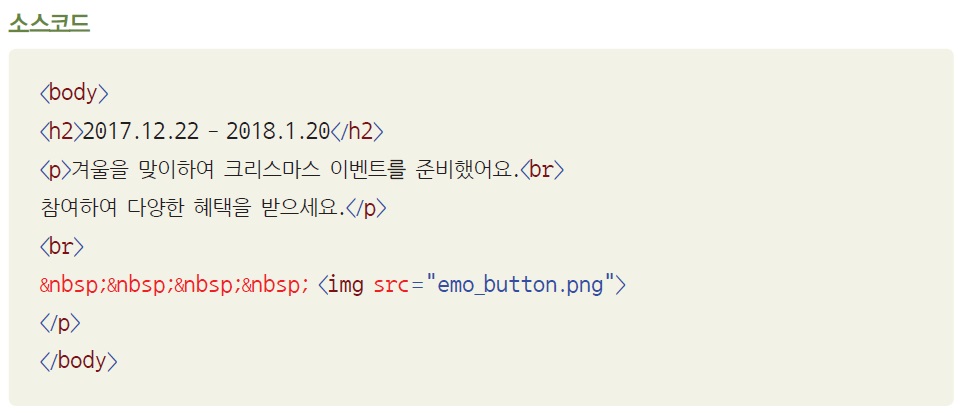 소스코드
<body>
<h2>2017.12.22 - 2018.1.20</h2>
<p>겨울을 맞이하여 크리스마스 이벤트를 준비했어요.<br>
참여하여 다양한 혜택을 받으세요.</p>
<br>
&nbsp;&nbsp;&nbsp;&nbsp; <img src="emo_button.png">
</p>
</body>